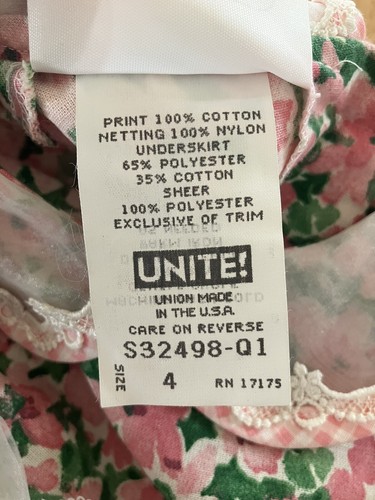 PRINT 100% COTTON
NETTING 100% NYLON
UNDERSKIRT
65% POLYESTER
35% COTTON
SHEER
100% POLYESTER
EXCLUSIVE OF TRIM
UNITE!
UNION MADE
IN THE U.S.A.
CARE ON REVERSE
S32498-Q1
SIZE
4 RN 17175